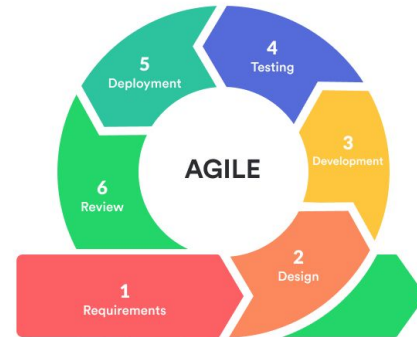 AGILE
1
Requirements
2
Design
3
Development
4
Testing
5
Deployment
6
Review